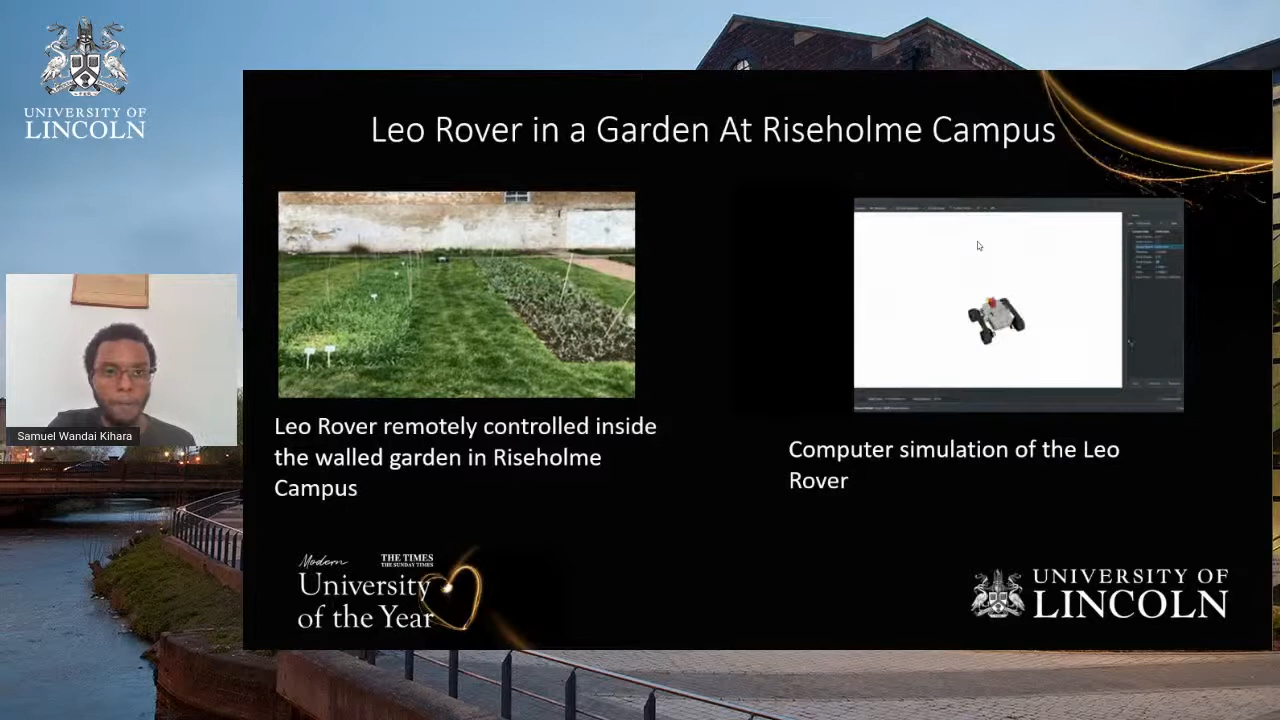 UNIVERSITY OF
LINCOLN
Leo Rover in a Garden At Riseholme Campus
Samuel Wandai Kihara
Leo Rover remotely controlled inside
the walled garden in Riseholme
Campus
Computer simulation of the Leo
Rover
Modern
THE TIMES
THE SUNDAY TIMES
University
of the Year
UNIVERSITY OF
LINCOLN